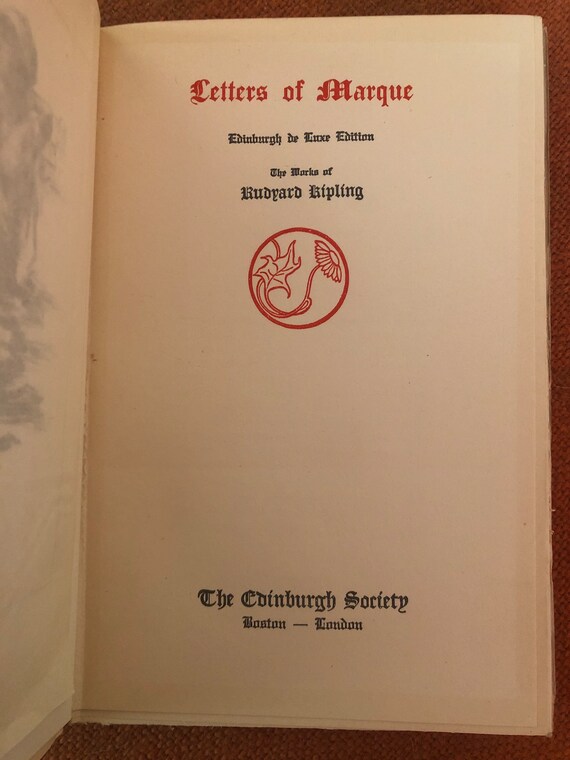 Letters of Marque
Edinburgh de Luxe Edition
The Works of
Rudyard Kipling
The Edinburgh Society
Boston — London